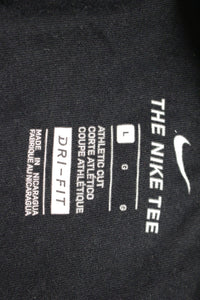 THE NIKE TEE
L G G
ATHLETIC CUT
CORTE ATLÉTICO
COUPE ATHLÉTIQUE
DRI-FIT
MADE IN NICARAGUA
FABRIQUÉ AU NICARAGUA